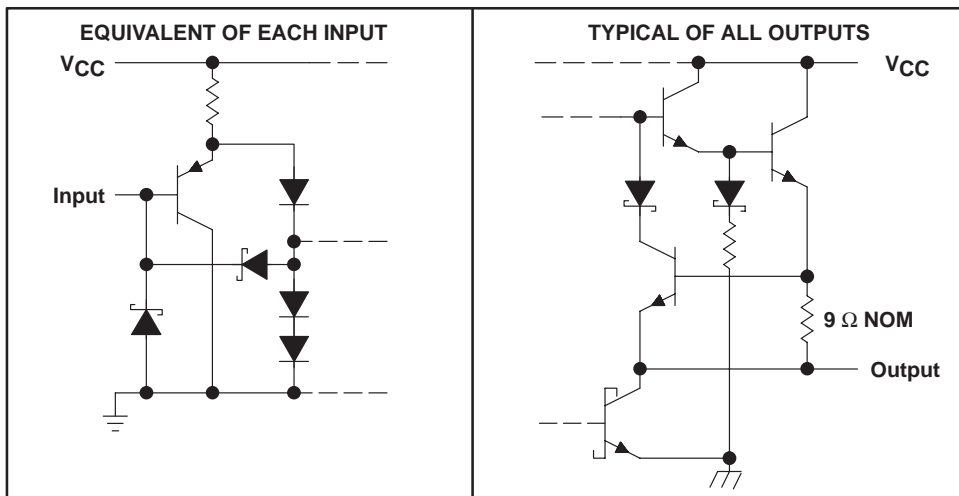 EQUIVALENT OF EACH INPUT
VCC
Input
TYPICAL OF ALL OUTPUTS
VCC
9 Ω NOM
Output